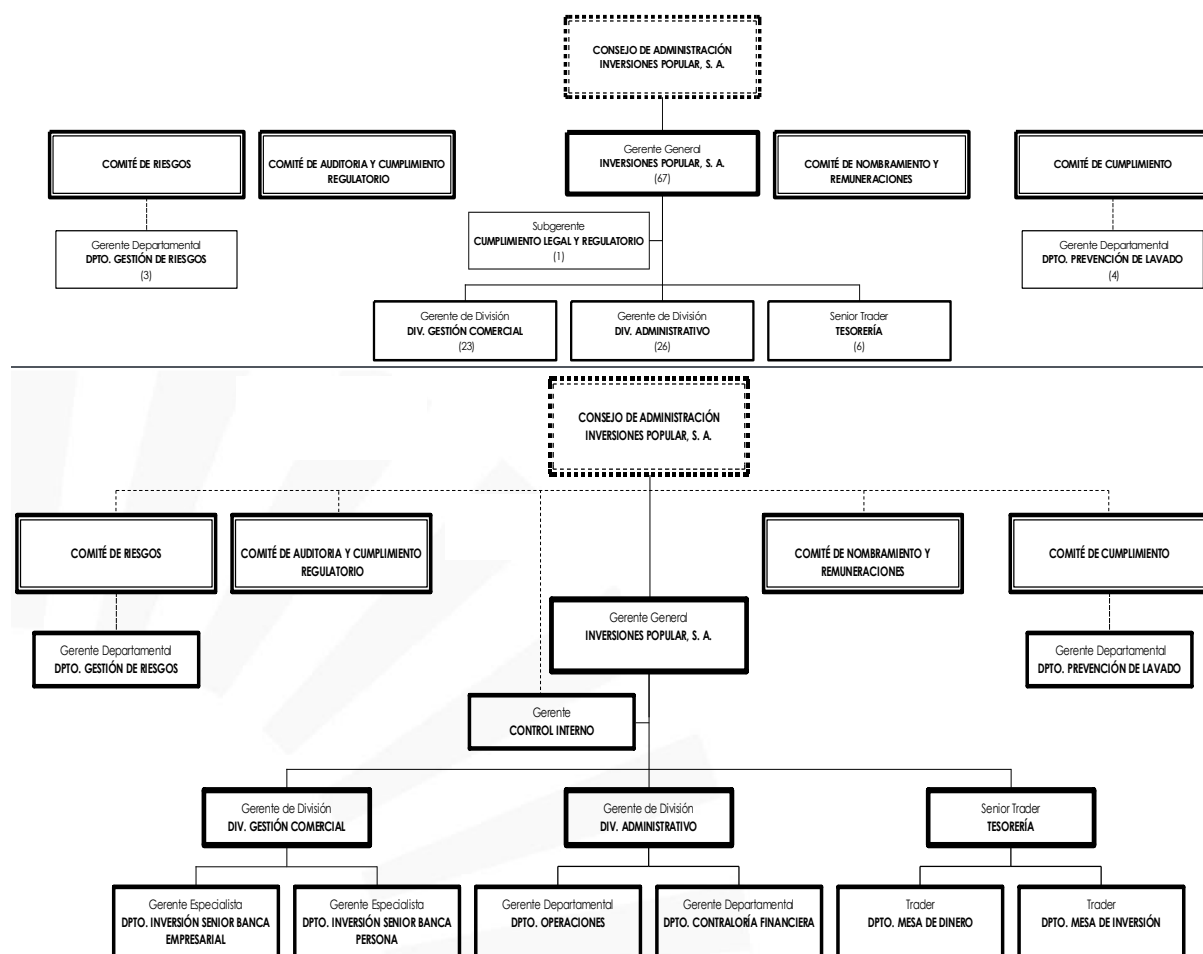 CONSEJO DE ADMINISTRACIÓN
INVERSIONES POPULAR, S. A.
COMITÉ DE RIESGOS
COMITÉ DE AUDITORIA Y CUMPLIMIENTO
REGULATORIO
Gerente General
INVERSIONES POPULAR, S. A.
(67)
COMITÉ DE NOMBRAMIENTO Y
REMUNERACIONES
COMITÉ DE CUMPLIMIENTO
Subgerente
CUMPLIMIENTO LEGAL Y REGULATORIO
(1)
Gerente Departamental
DPTO. GESTIÓN DE RIESGOS
(3)
Gerente Departamental
DPTO. PREVENCIÓN DE LAVADO
(4)
Gerente de División
DIV. GESTIÓN COMERCIAL
(23)
Gerente de División
DIV. ADMINISTRATIVO
(26)
Senior Trader
TESORERÍA
(6)
CONSEJO DE ADMINISTRACIÓN
INVERSIONES POPULAR, S. A.
COMITÉ DE RIESGOS
COMITÉ DE AUDITORIA Y CUMPLIMIENTO
REGULATORIO
COMITÉ DE NOMBRAMIENTO Y
REMUNERACIONES
COMITÉ DE CUMPLIMIENTO
Gerente General
INVERSIONES POPULAR, S. A.
Gerente Departamental
DPTO. GESTIÓN DE RIESGOS
Gerente Departamental
DPTO. PREVENCIÓN DE LAVADO
Gerente
CONTROL INTERNO
Gerente de División
DIV. GESTIÓN COMERCIAL
Gerente de División
DIV. ADMINISTRATIVO
Senior Trader
TESORERÍA
Gerente Especialista
DPTO. INVERSIÓN SENIOR BANCA
EMPRESARIAL
Gerente Especialista
DPTO. INVERSIÓN SENIOR BANCA
PERSONA
Gerente Departamental
DPTO. OPERACIONES
Gerente Departamental
DPTO. CONTRALORÍA FINANCIERA
Trader
DPTO. MESA DE DINERO
Trader
DPTO. MESA DE INVERSIÓN